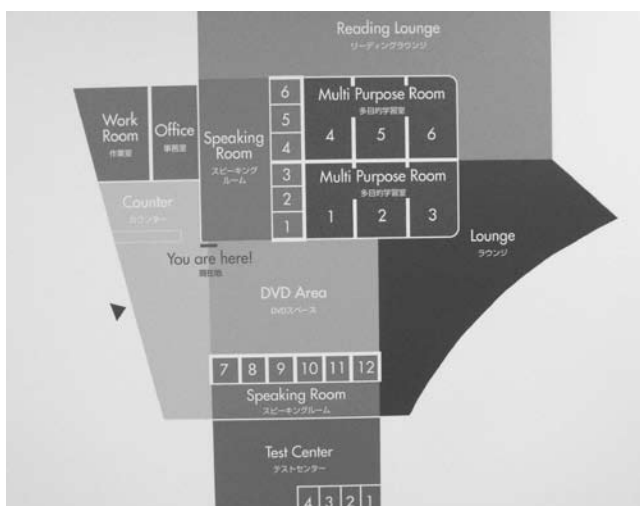 Reading Lounge
リーディングラウンジ
Work
Room
作業室
Office
事務室
Speaking
Room
スピーキング
ルーム
6
5
4
3
2
1
Multi Purpose Room
多目的学習室
4 5 6
Multi Purpose Room
多目的学習室
1 2 3
Counter
カウンター
Lounge
ラウンジ
You are here!
現在地
DVD Area
DVDスペース
7 8 9 10 11 12
Speaking Room
スピーキングルーム
Test Center
テストセンター
4 3 2 1